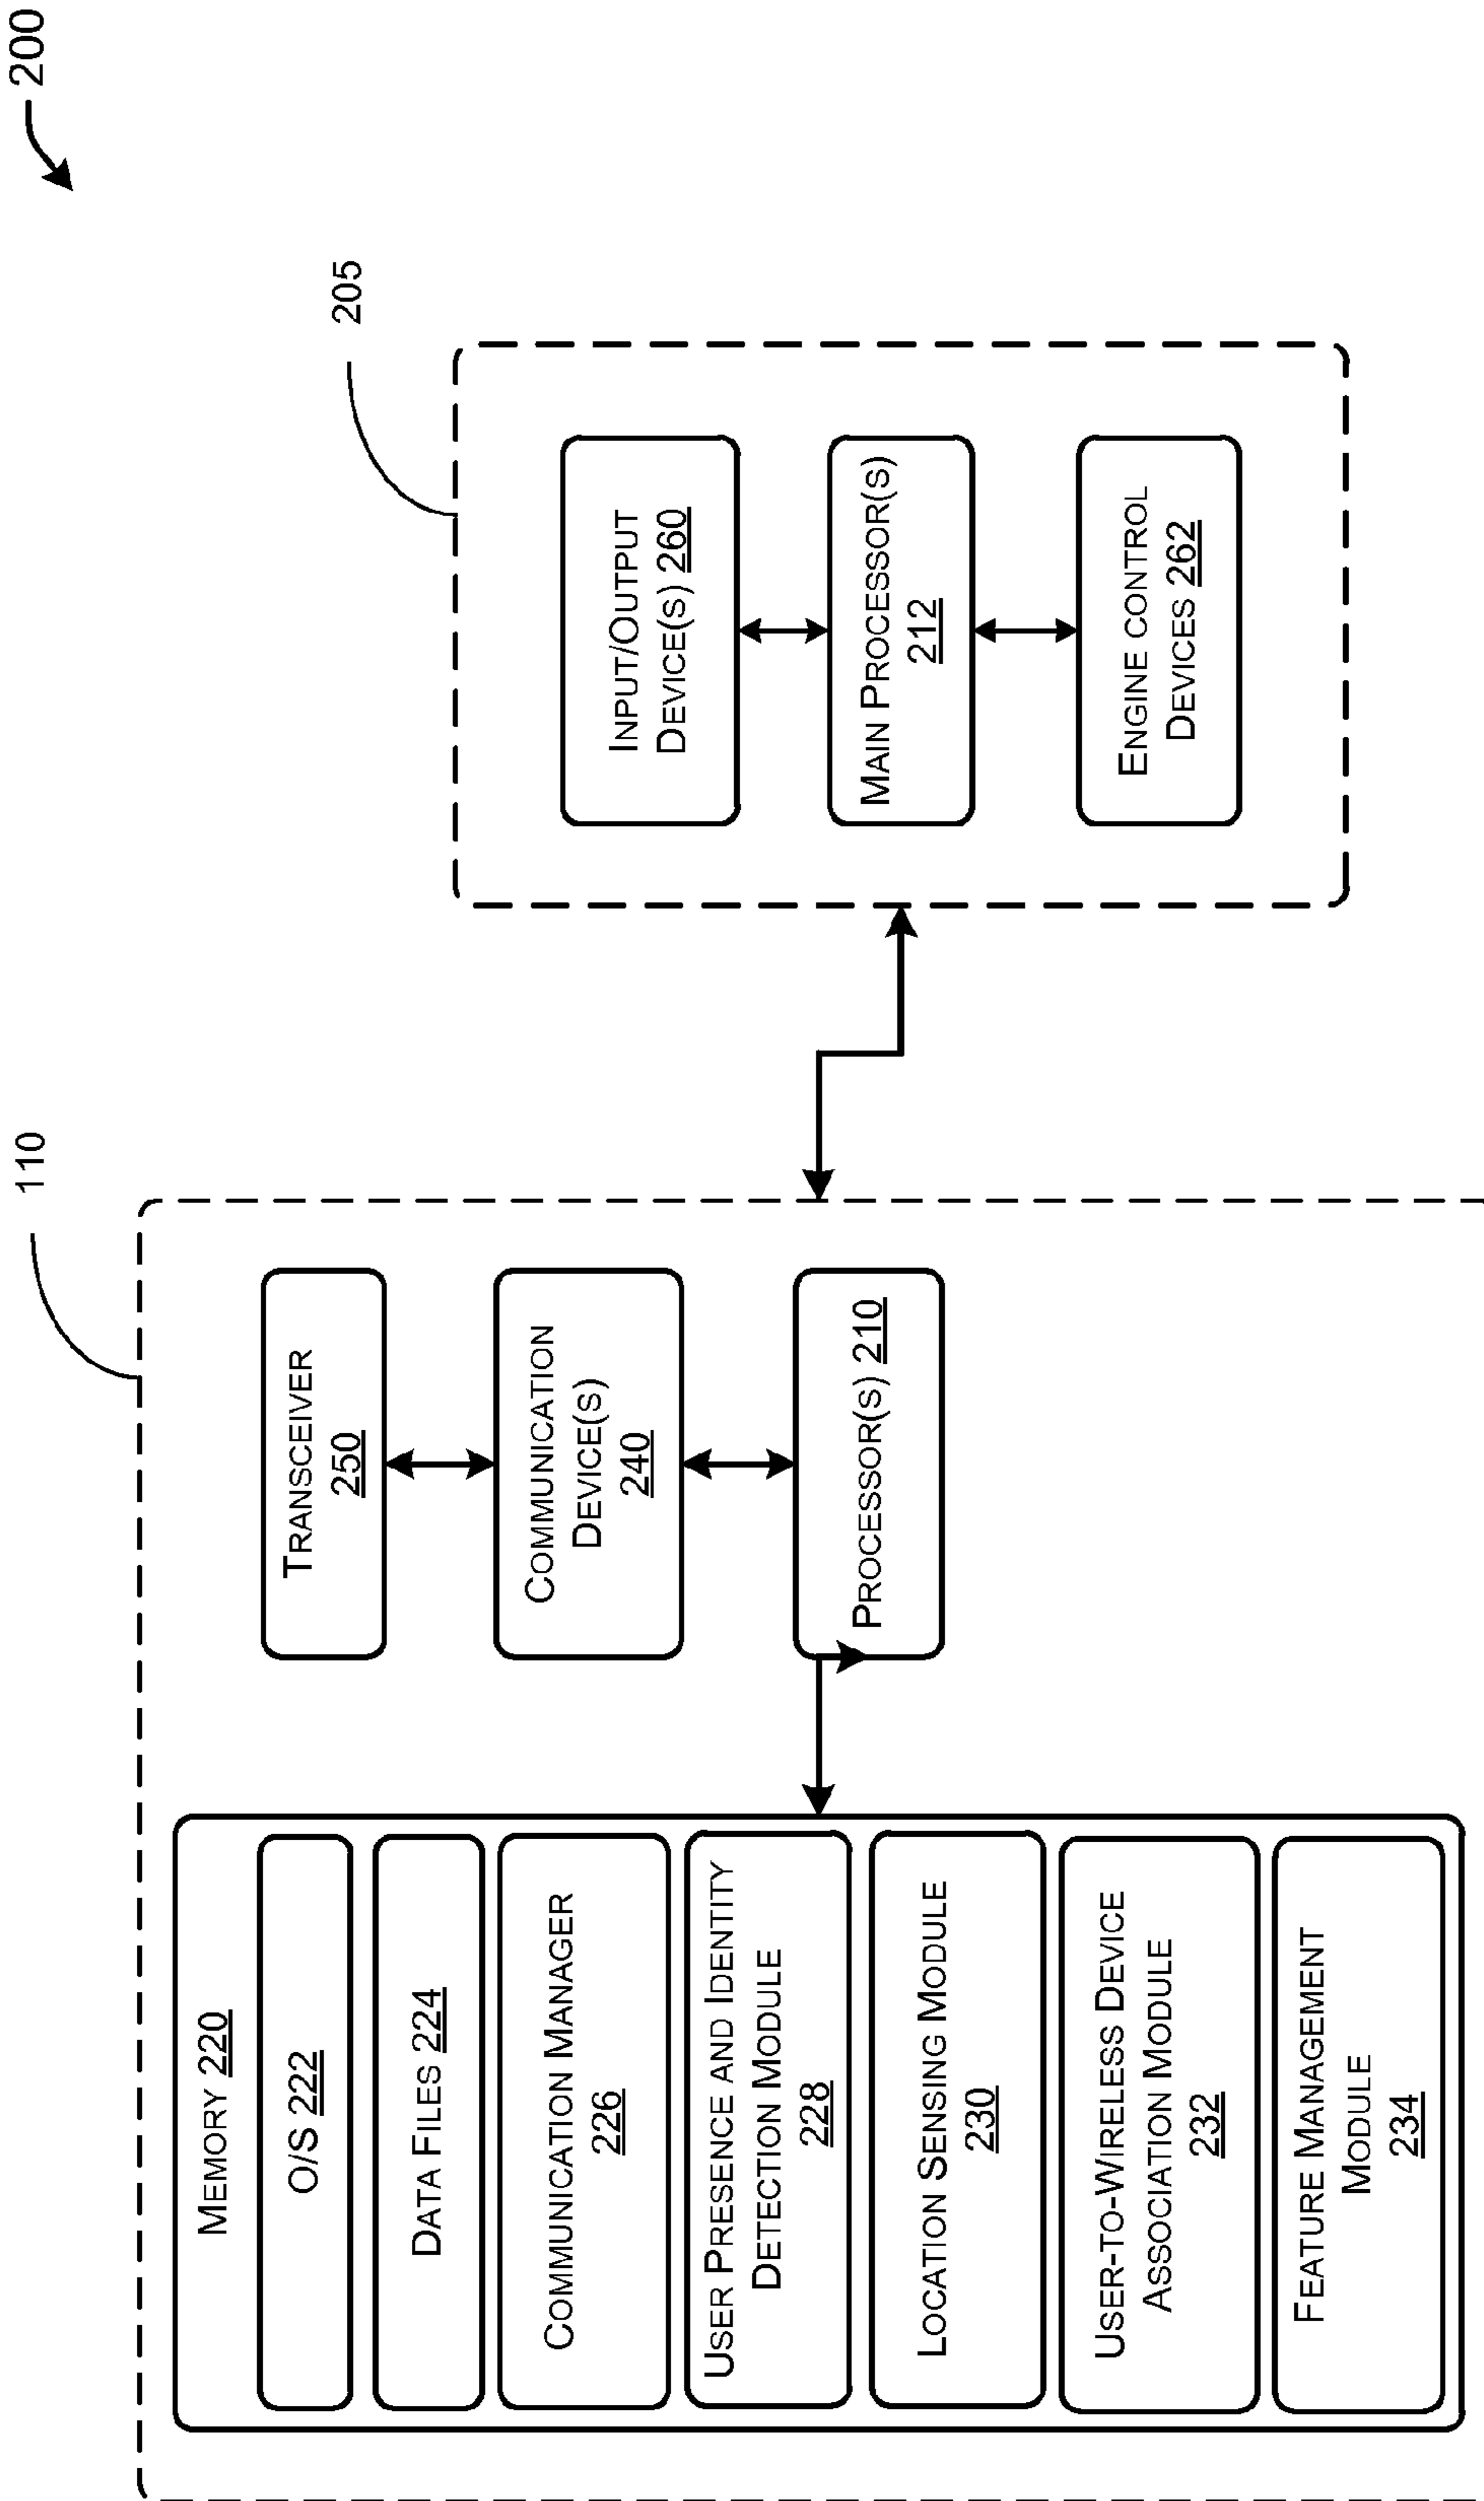 200
110
205
MEMORY 220
O/S 222
DATA FILES 224
COMMUNICATION MANAGER
226
USER PRESENCE AND IDENTITY
DETECTION MODULE
228
LOCATION SENSING MODULE
230
USER-TO-WIRELESS DEVICE
ASSOCIATION MODULE
232
FEATURE MANAGEMENT
MODULE
234
TRANSCEIVER
250
COMMUNICATION
DEVICE(S)
240
PROCESSOR(S) 210
INPUT/OUTPUT
DEVICE(S) 260
MAIN PROCESSOR(S)
212
ENGINE CONTROL
DEVICES 262